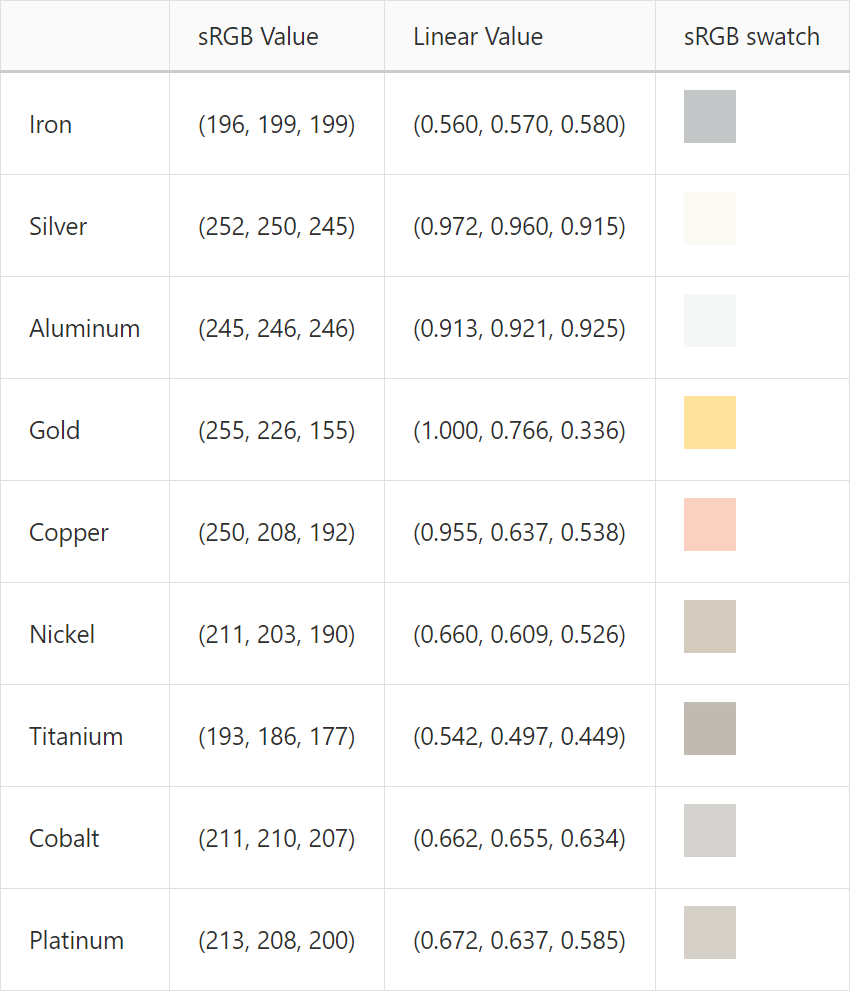 sRGB Value Linear Value sRGB swatch
Iron (196, 199, 199) (0.560, 0.570, 0.580)
Silver (252, 250, 245) (0.972, 0.960, 0.915)
Aluminum (245, 246, 246) (0.913, 0.921, 0.925)
Gold (255, 226, 155) (1.000, 0.766, 0.336)
Copper (250, 208, 192) (0.955, 0.637, 0.538)
Nickel (211, 203, 190) (0.660, 0.609, 0.526)
Titanium (193, 186, 177) (0.542, 0.497, 0.449)
Cobalt (211, 210, 207) (0.662, 0.655, 0.634)
Platinum (213, 208, 200) (0.672, 0.637, 0.585)